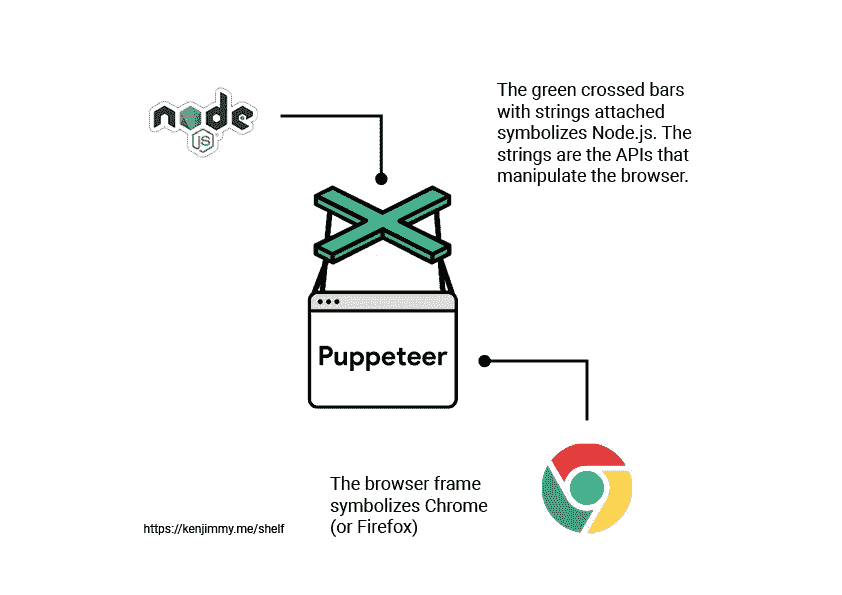 node
JS
The green crossed bars
with strings attached
symbolizes Node.js. The
strings are the APIs that
manipulate the browser.
Puppeteer
The browser frame
symbolizes Chrome
(or Firefox)
https://kenjimmy.me/shelf